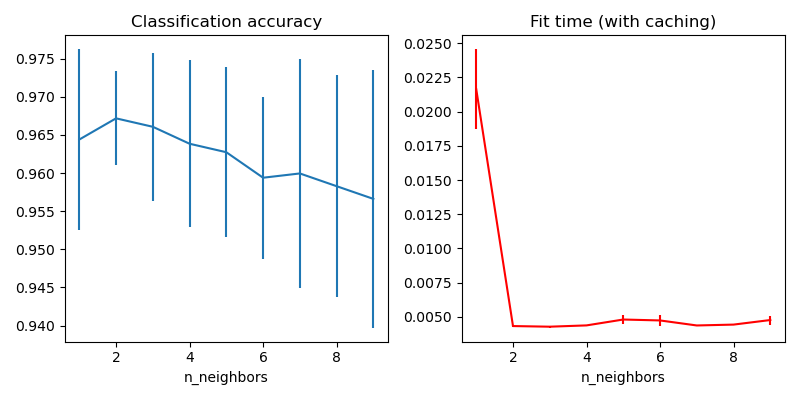 Classification accuracy
0.975
0.970
0.965
0.960
0.955
0.950
0.945
0.940
2 4 6 8
n_neighbors
Fit time (with caching)
0.0250
0.0225
0.0200
0.0175
0.0150
0.0125
0.0100
0.0075
0.0050
2 4 6 8
n_neighbors